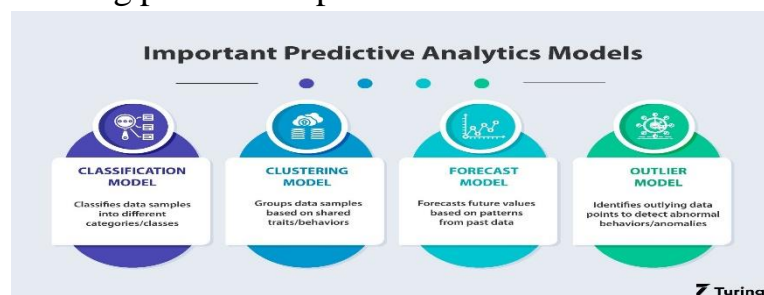 Important Predictive Analytics Models
CLASSIFICATION
MODEL
Classifies data samples
into different
categories/classes
CLUSTERING
MODEL
Groups data samples
based on shared
traits/behaviors
FORECAST
MODEL
Forecasts future values
based on patterns
from past data
OUTLIER
MODEL
Identifies outlying data
points to detect abnormal
behaviors/anomalies
Turing